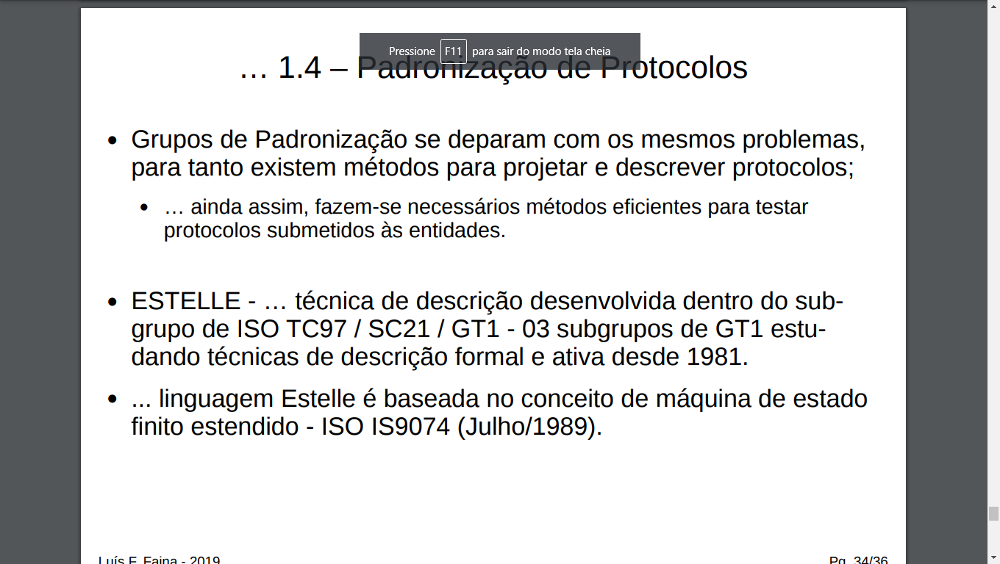 Pressione F11 para sair do modo tela cheia
… 1.4 – Padronização de Protocolos
• Grupos de Padronização se deparam com os mesmos problemas,
para tanto existem métodos para projetar e descrever protocolos;
• … ainda assim, fazem-se necessários métodos eficientes para testar
protocolos submetidos às entidades.
• ESTELLE - … técnica de descrição desenvolvida dentro do sub-
grupo de ISO TC97 / SC21 / GT1 - 03 subgrupos de GT1 estu-
dando técnicas de descrição formal e ativa desde 1981.
• ... linguagem Estelle é baseada no conceito de máquina de estado
finito estendido - ISO IS9074 (Julho/1989).
Luís F. Faina - 2019
Pg. 34/36